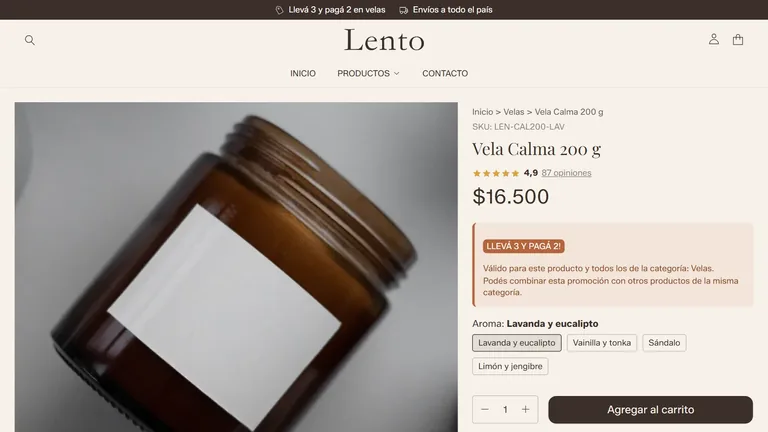 Llevá 3 y pagá 2 en velas
Envíos a todo el país
Lento
INICIO
PRODUCTOS
CONTACTO
Inicio > Velas > Vela Calma 200 g
SKU: LEN-CAL200-LAV
Vela Calma 200 g
4,9 87 opiniones
$16.500
LLEVÁ 3 Y PAGÁ 2!
Válido para este producto y todos los de la categoría: Velas.
Podés combinar esta promoción con otros productos de la misma
categoría.
Aroma: Lavanda y eucalipto
Lavanda y eucalipto
Vainilla y tonka
Sándalo
Limón y jengibre
1
Agregar al carrito